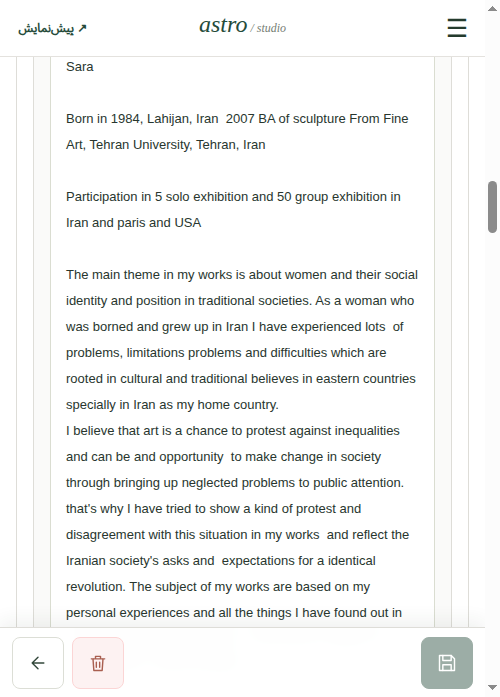 پیش‌نمایش ↗
astro / studio
Sara
Born in 1984, Lahijan, Iran  2007 BA of sculpture From Fine
Art, Tehran University, Tehran, Iran
Participation in 5 solo exhibition and 50 group exhibition in
Iran and paris and USA
The main theme in my works is about women and their social
identity and position in traditional societies. As a woman who
was borned and grew up in Iran I have experienced lots  of
problems, limitations problems and difficulties which are
rooted in cultural and traditional believes in eastern countries
specially in Iran as my home country.
I believe that art is a chance to protest against inequalities
and can be and opportunity  to make change in society
through bringing up neglected problems to public attention.
that's why I have tried to show a kind of protest and
disagreement with this situation in my works  and reflect the
Iranian society's asks and  expectations for a identical
revolution. The subject of my works are based on my
personal experiences and all the things I have found out in